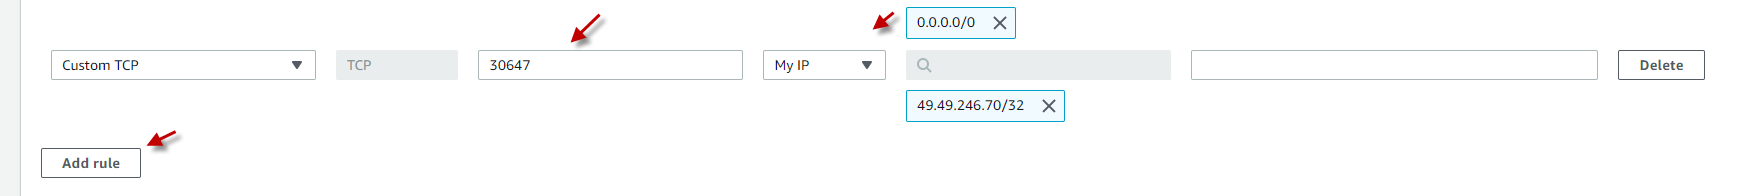 0.0.0.0/0
Custom TCP TCP 30647 My IP Delete
49.49.246.70/32
Add rule